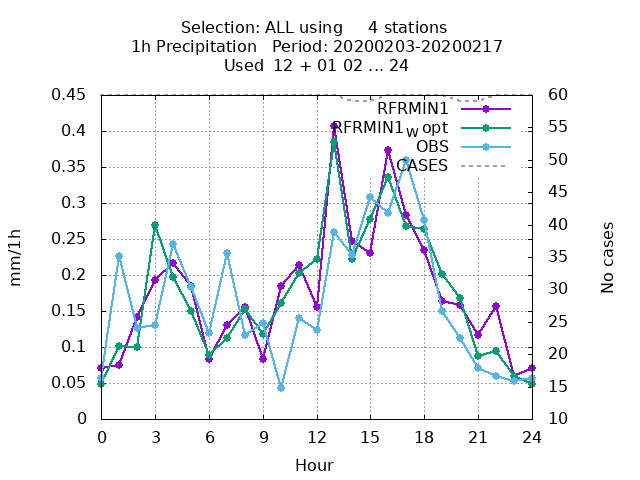 Selection: ALL using 4 stations
1h Precipitation Period: 20200203-20200217
Used 12 + 01 02 ... 24
0.45
0.4
0.35
0.3
0.25
0.2
0.15
0.1
0.05
0
mm/1h
RFRMIN1
RFRMIN1w opt
OBS
CASES
60
55
50
45
40
35
30
25
20
15
10
No cases
0 3 6 9 12 15 18 21 24
Hour